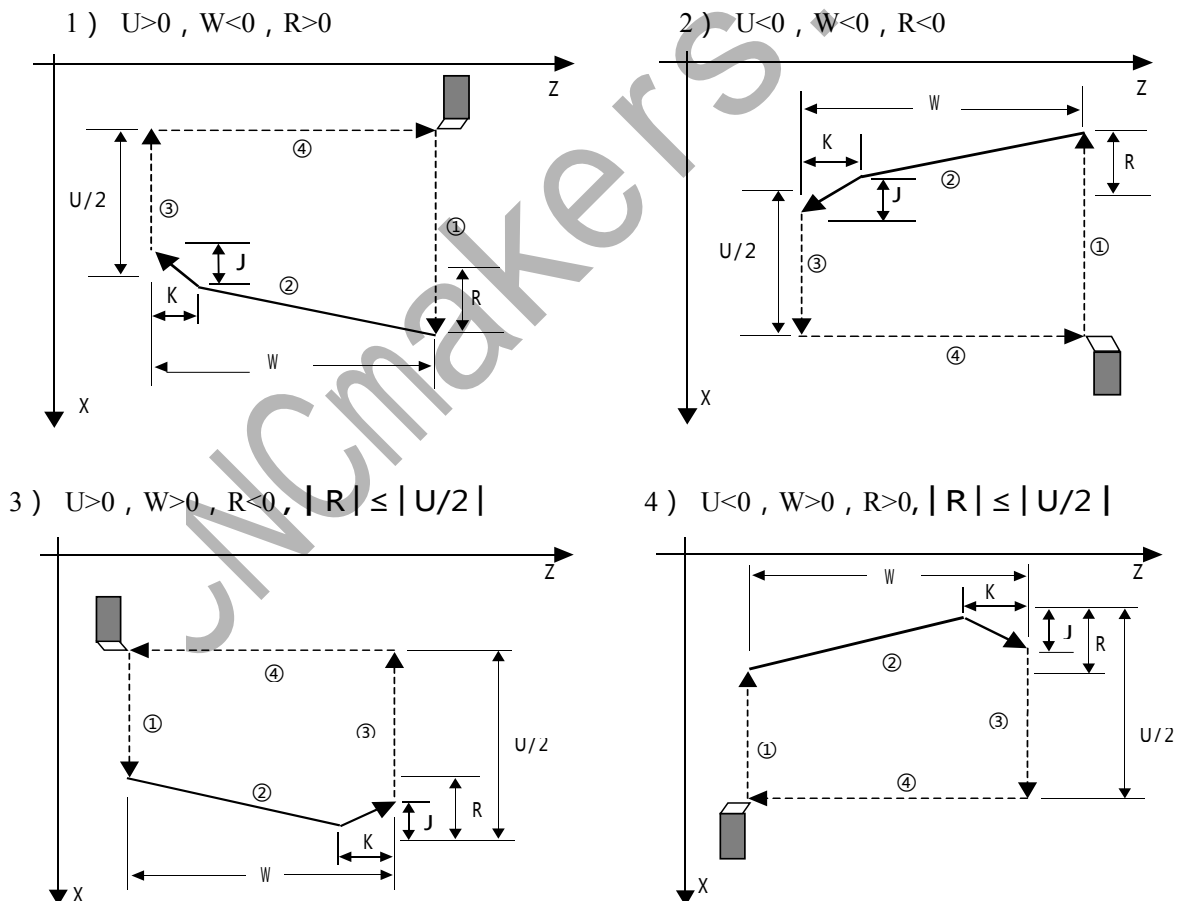 1） U>0 , W<0 , R>0
Z
④
U/2
③
①
J
②
K
R
W
X
2） U<0 , W<0 , R<0
Z
W
K
R
②
J
①
U/2
③
④
X
3） U>0 , W>0 , R<0, | R | ≤ | U/2 |
Z
④
①
③
U/2
②
R
J
K
W
X
4） U<0 , W>0 , R>0, | R | ≤ | U/2 |
Z
W
K
J
R
②
③
①
U/2
④
X
CNCmakers.